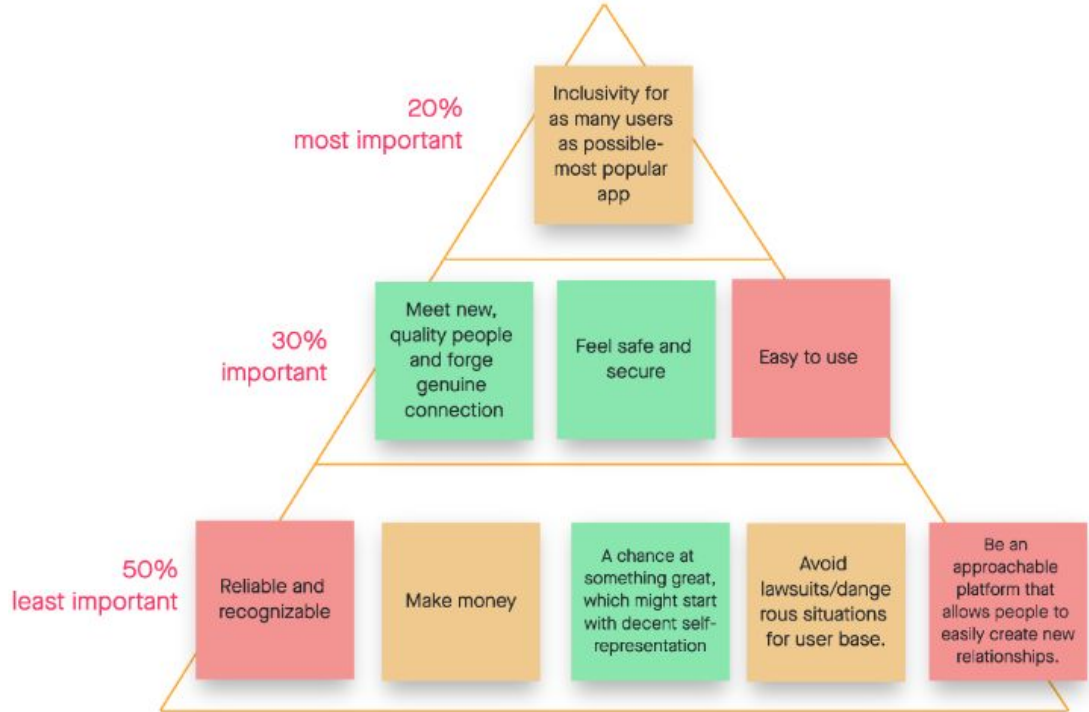 20%
most important
Inclusivity for
as many users
as possible-
most popular
app
30%
important
Meet new,
quality people
and forge
genuine
connection
Feel safe and
secure
Easy to use
50%
least important
Reliable and
recognizable
Make money
A chance at
something great,
which might start
with decent self-
representation
Avoid
lawsuits/dange
rous situations
for user base.
Be an
approachable
platform that
allows people to
easily create new
relationships.